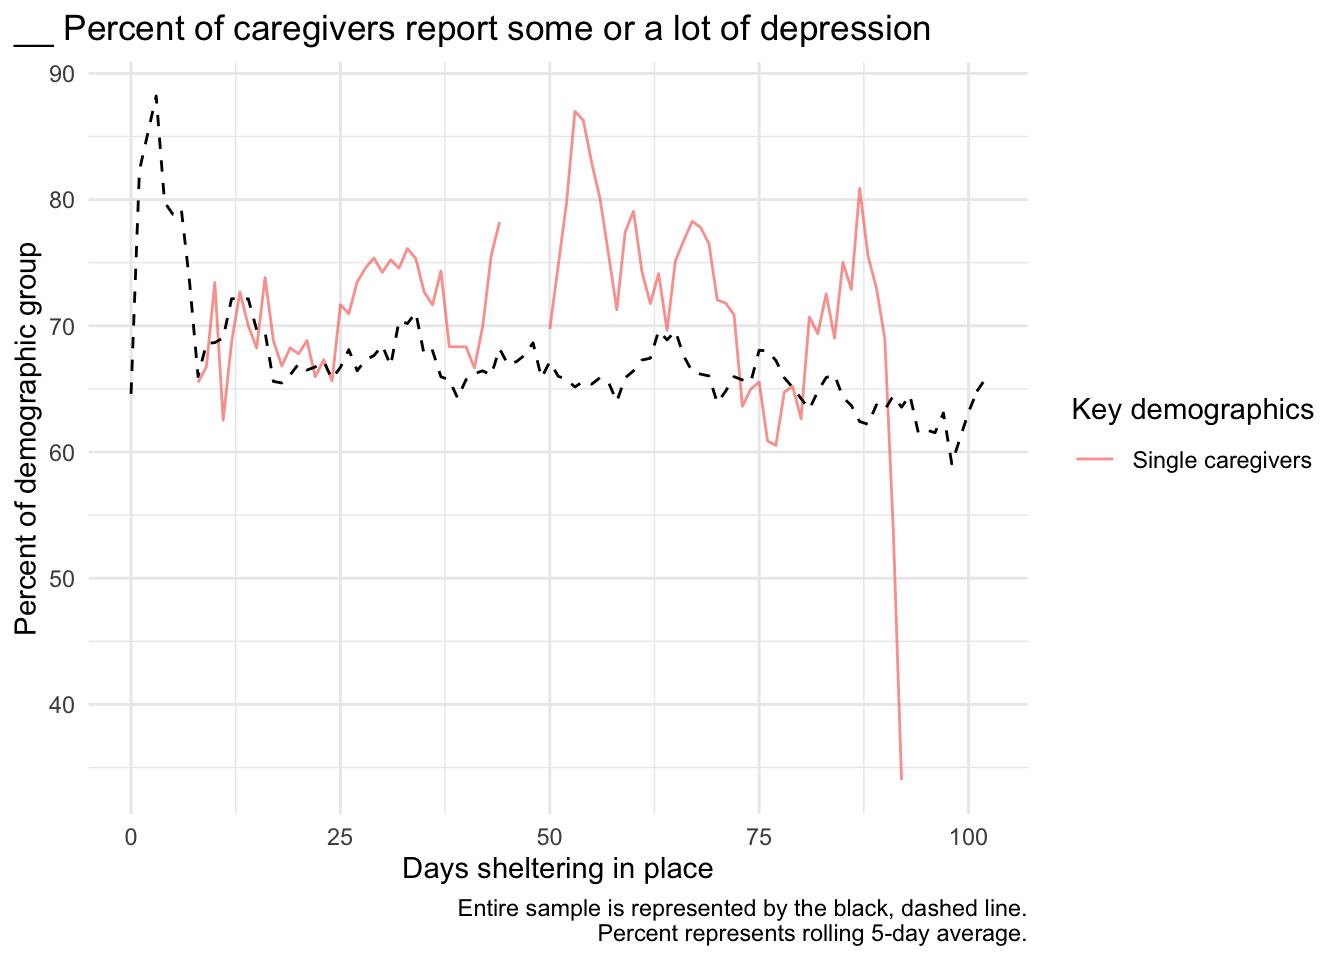 __ Percent of caregivers report some or a lot of depression
Percent of demographic group
90
80
70
60
50
40
0 25 50 75 100
Days sheltering in place
Key demographics
Single caregivers
Entire sample is represented by the black, dashed line.
Percent represents rolling 5-day average.